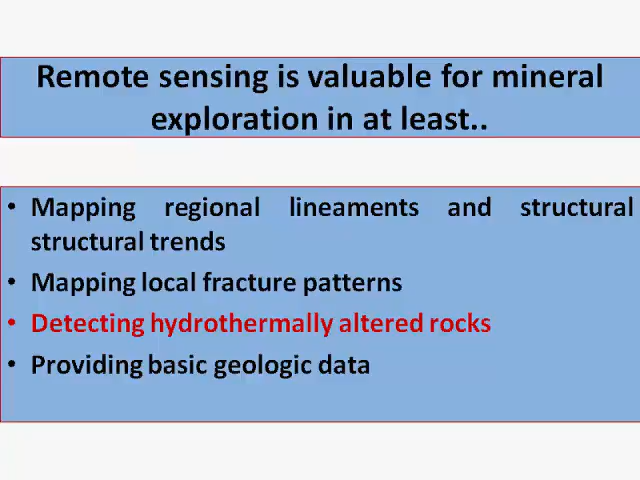 Remote sensing is valuable for mineral
exploration in at least..
• Mapping regional lineaments and structural
structural trends
• Mapping local fracture patterns
• Detecting hydrothermally altered rocks
• Providing basic geologic data